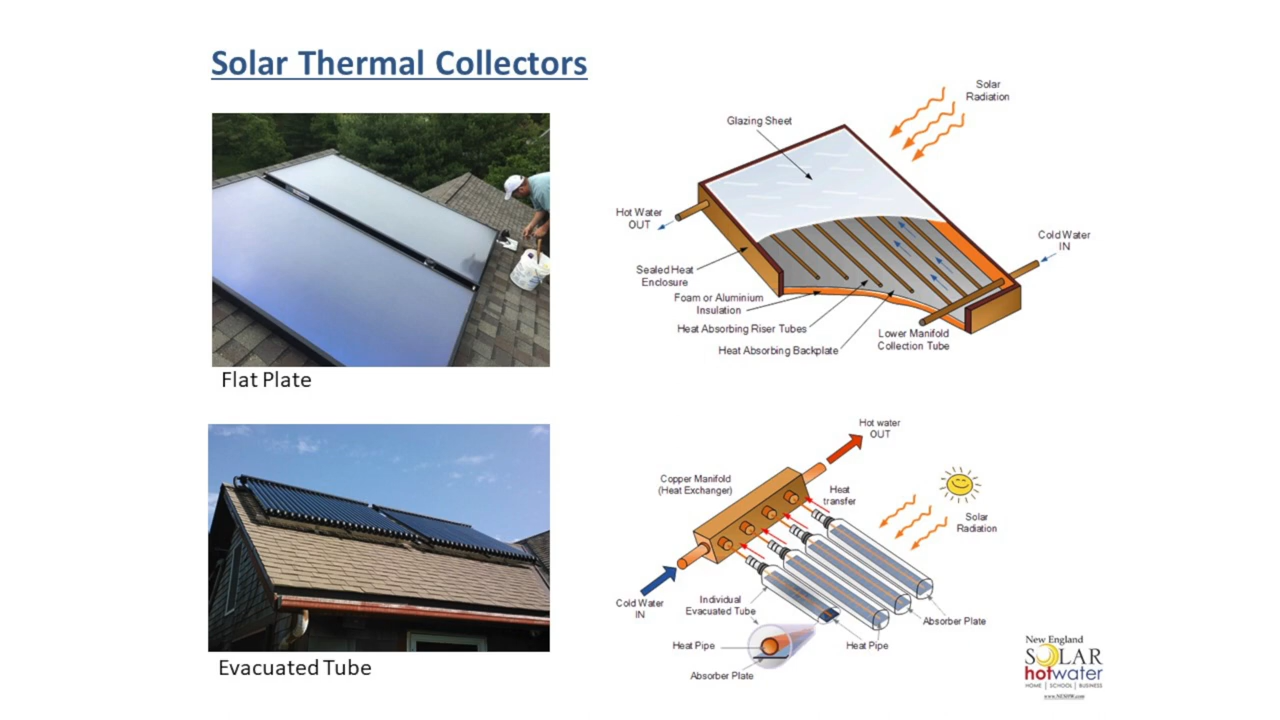 Solar Thermal Collectors
Solar
Radiation
Glazing Sheet
Hot Water
OUT
Cold Water
IN
Sealed Heat
Enclosure
Foam or Aluminium
Insulation
Heat Absorbing Riser Tubes
Lower Manifold
Collection Tube
Heat Absorbing Backplate
Flat Plate
Hot water
OUT
Copper Manifold
(Heat Exchanger)
Heat
transfer
Solar
Radiation
Cold Water
IN
Individual
Evacuated Tube
Absorber Plate
Heat Pipe
Heat Pipe
Absorber Plate
Evacuated Tube
New England
SOLAR
hotwater
HOME | SCHOOL | BUSINESS
www.NESHW.com